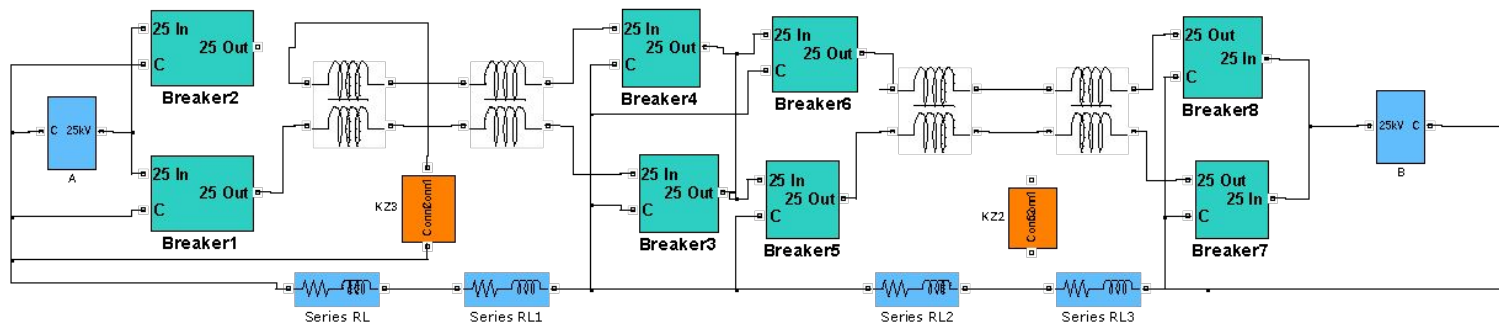 25 In
25 Out
C
Breaker2
C 25kV
A
25 In
25 Out
C
Breaker1
KZ3
Series RL
Series RL1
25 In
25 Out
C
Breaker4
25 In
25 Out
C
Breaker3
25 In
25 Out
C
Breaker6
25 In
25 Out
C
Breaker5
KZ2
Series RL2
Series RL3
25 Out
25 In
C
Breaker8
25 Out
25 In
C
Breaker7
25kV C
B